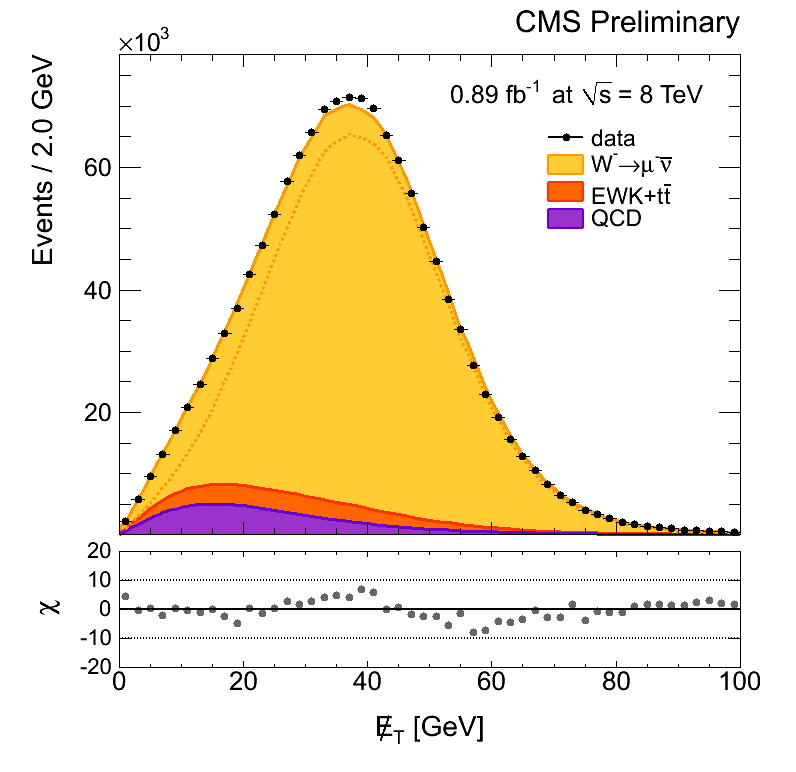 CMS Preliminary
×10³
Events / 2.0 GeV
0.89 fb⁻¹ at √s = 8 TeV
data
W⁻→μ⁻ν̅
EWK+tt̅
QCD
60
40
20
20
10
0
-10
-20
χ
0 20 40 60 80 100
E̸T [GeV]